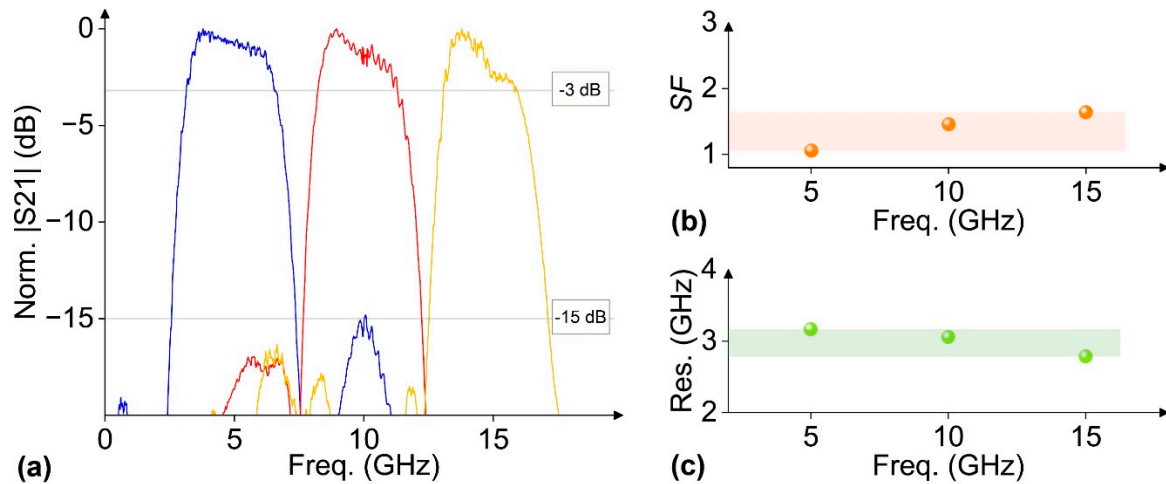 (a)
Norm. |S21| (dB)
0
−5
−10
−15
-3 dB
-15 dB
0 5 10 15
Freq. (GHz)
(b)
SF
3
2
1
5 10 15
Freq. (GHz)
(c)
Res. (GHz)
4
3
2
5 10 15
Freq. (GHz)